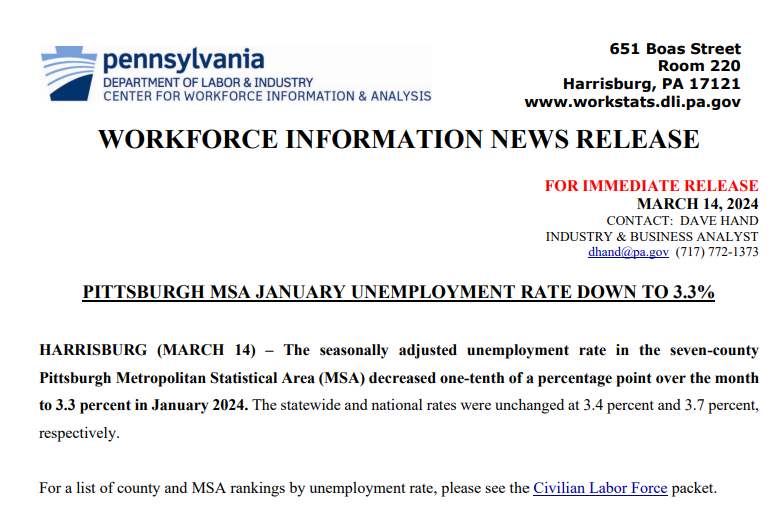 pennsylvania
DEPARTMENT OF LABOR & INDUSTRY
CENTER FOR WORKFORCE INFORMATION & ANALYSIS
651 Boas Street
Room 220
Harrisburg, PA 17121
www.workstats.dli.pa.gov
WORKFORCE INFORMATION NEWS RELEASE
FOR IMMEDIATE RELEASE
MARCH 14, 2024
CONTACT: DAVE HAND
INDUSTRY & BUSINESS ANALYST
dhand@pa.gov (717) 772-1373
PITTSBURGH MSA JANUARY UNEMPLOYMENT RATE DOWN TO 3.3%
HARRISBURG (MARCH 14) – The seasonally adjusted unemployment rate in the seven-county
Pittsburgh Metropolitan Statistical Area (MSA) decreased one-tenth of a percentage point over the month
to 3.3 percent in January 2024. The statewide and national rates were unchanged at 3.4 percent and 3.7 percent,
respectively.
For a list of county and MSA rankings by unemployment rate, please see the Civilian Labor Force packet.